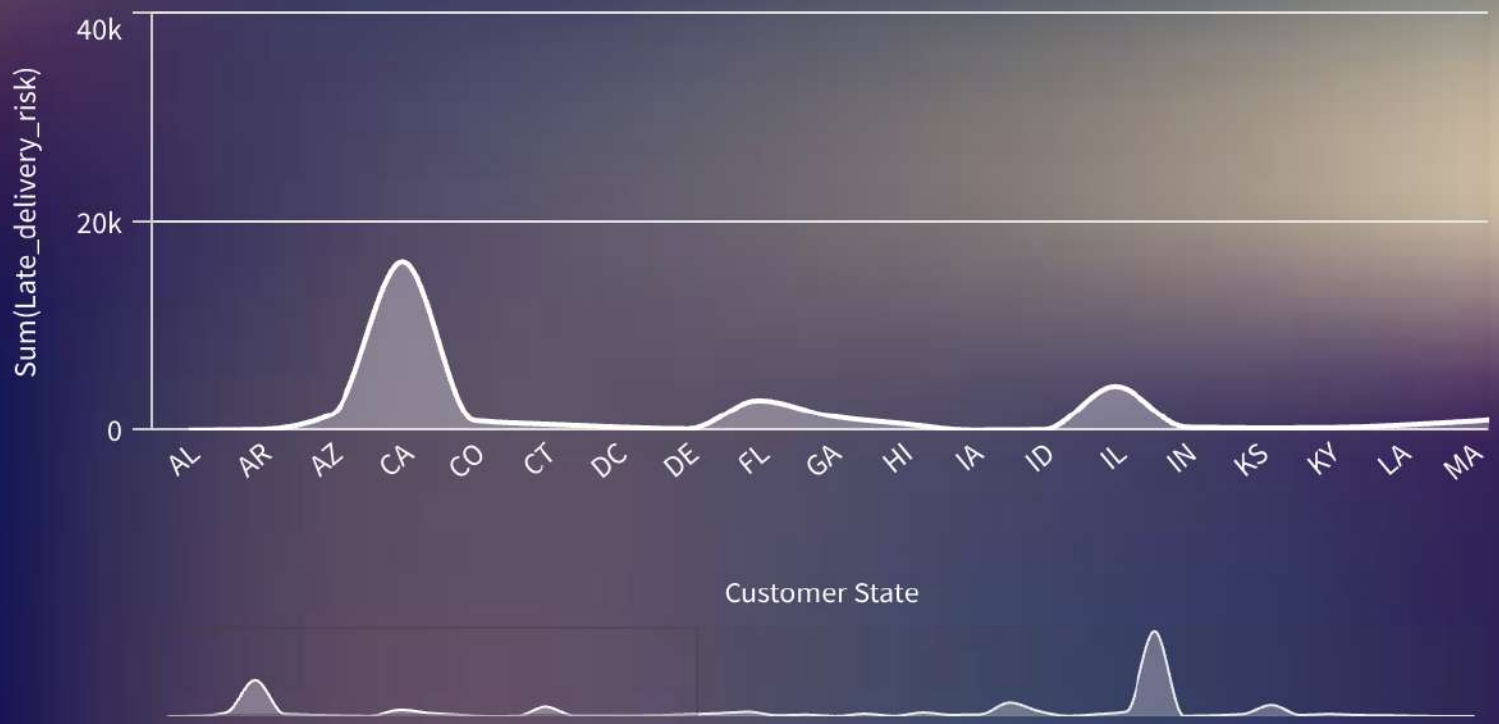 40k
Sum(Late_delivery_risk)
20k
0
AL AR AZ CA CO CT DC DE FL GA HI IA ID IL IN KS KY LA MA
Customer State